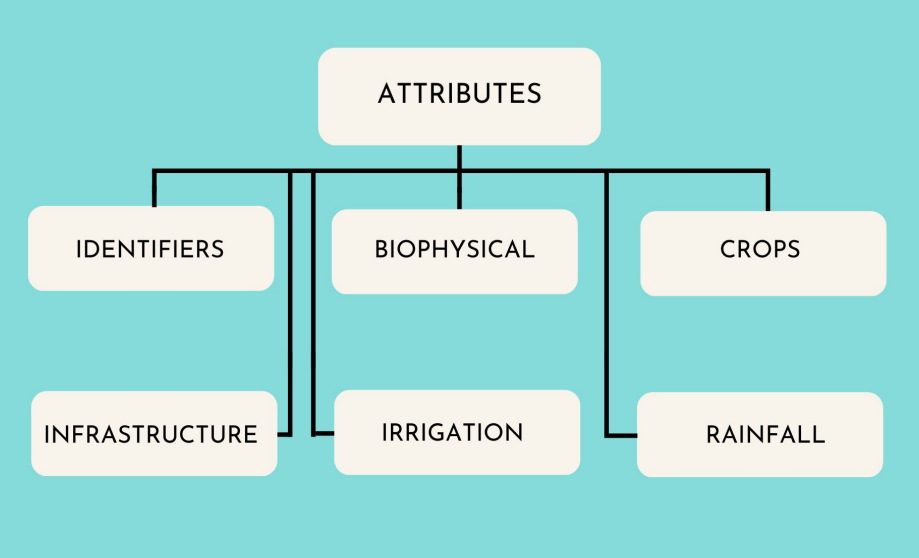 ATTRIBUTES
IDENTIFIERS
BIOPHYSICAL
CROPS
INFRASTRUCTURE
IRRIGATION
RAINFALL